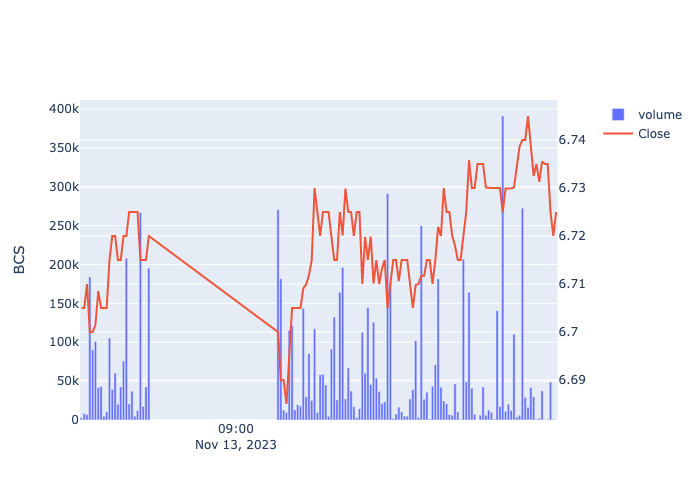 BCS
400k
350k
300k
250k
200k
150k
100k
50k
0
6.74
6.73
6.72
6.71
6.7
6.69
09:00
Nov 13, 2023
volume
Close